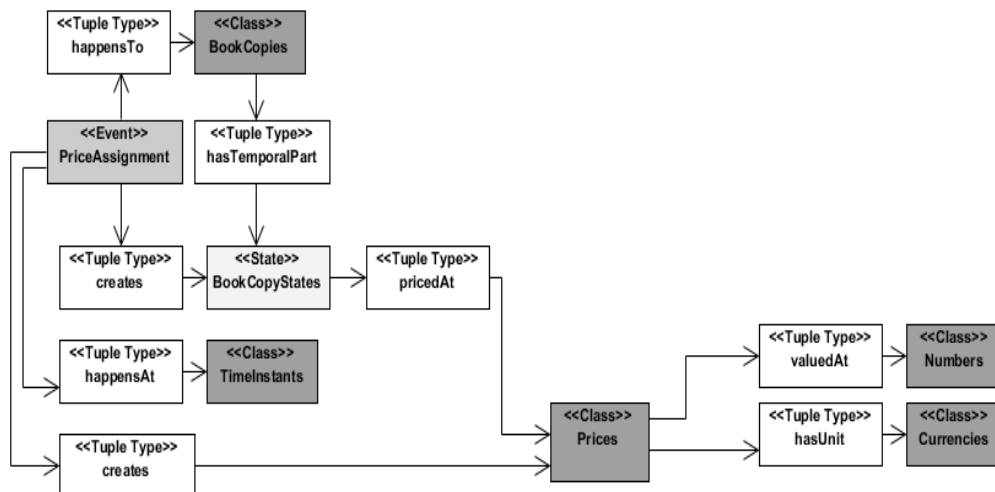 <<Tuple Type>>
happensTo
<<Class>>
BookCopies
<<Event>>
PriceAssignment
<<Tuple Type>>
hasTemporalPart
<<Tuple Type>>
creates
<<State>>
BookCopyStates
<<Tuple Type>>
pricedAt
<<Tuple Type>>
happensAt
<<Class>>
TimeInstants
<<Tuple Type>>
valuedAt
<<Class>>
Numbers
<<Class>>
Prices
<<Tuple Type>>
hasUnit
<<Class>>
Currencies
<<Tuple Type>>
creates